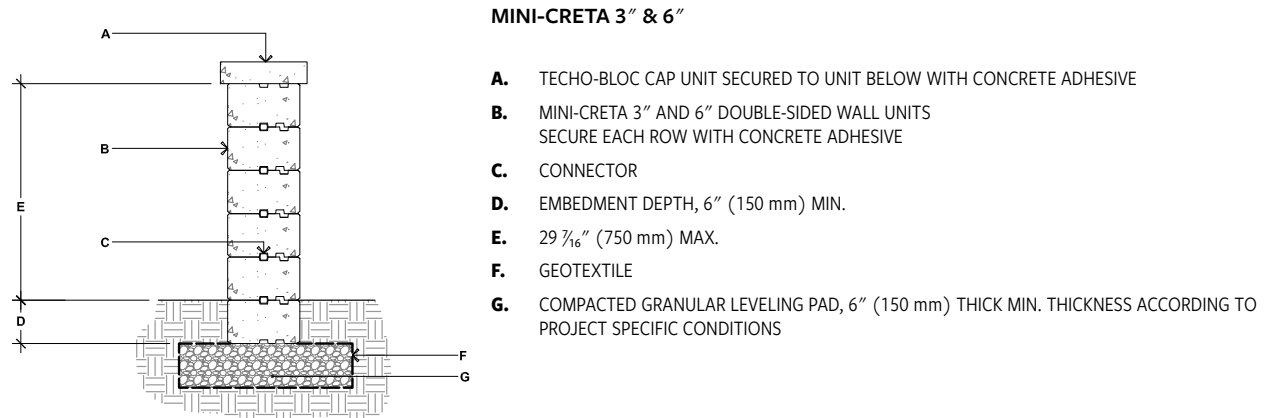 MINI-CRETA 3″ & 6″
A
B
E
C
D
F
G
A. TECHO-BLOC CAP UNIT SECURED TO UNIT BELOW WITH CONCRETE ADHESIVE
B. MINI-CRETA 3″ AND 6″ DOUBLE-SIDED WALL UNITS
SECURE EACH ROW WITH CONCRETE ADHESIVE
C. CONNECTOR
D. EMBEDMENT DEPTH, 6″ (150 mm) MIN.
E. 29 7⁄16″ (750 mm) MAX.
F. GEOTEXTILE
G. COMPACTED GRANULAR LEVELING PAD, 6″ (150 mm) THICK MIN. THICKNESS ACCORDING TO
PROJECT SPECIFIC CONDITIONS